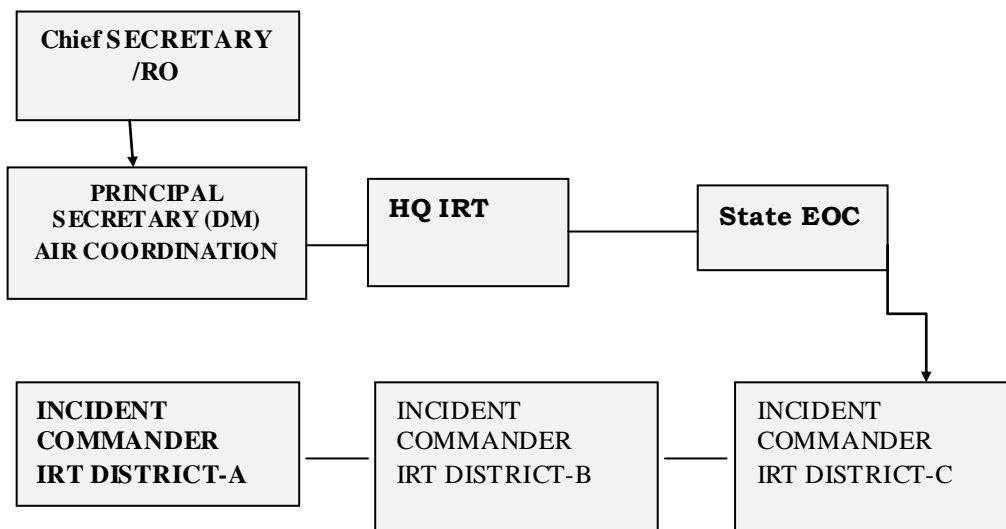 Chief SECRETARY
/RO
PRINCIPAL
SECRETARY (DM)
AIR COORDINATION
HQ IRT
State EOC
INCIDENT
COMMANDER
IRT DISTRICT-A
INCIDENT
COMMANDER
IRT DISTRICT-B
INCIDENT
COMMANDER
IRT DISTRICT-C